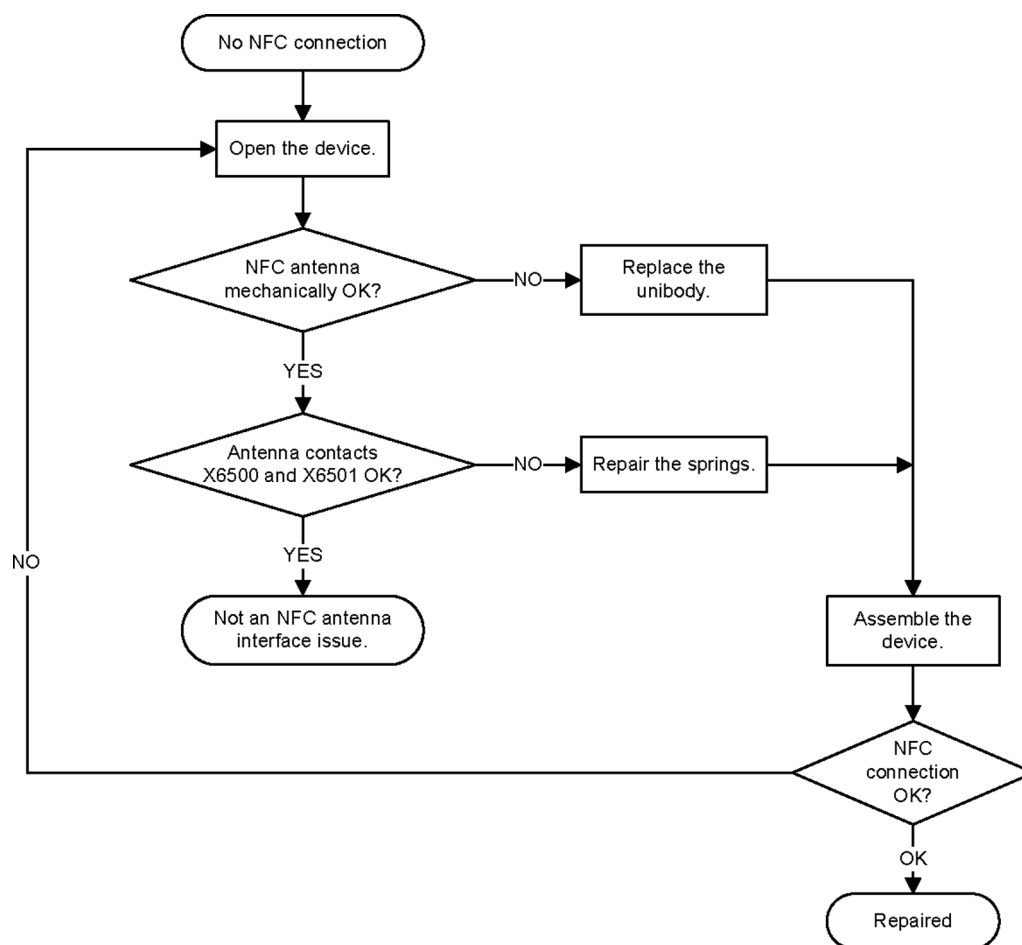 No NFC connection
Open the device.
NFC antenna
mechanically OK?
NO
Replace the
unibody.
YES
Antenna contacts
X6500 and X6501 OK?
NO
Repair the springs.
NO
YES
Not an NFC antenna
interface issue.
Assemble the
device.
NFC
connection
OK?
OK
Repaired